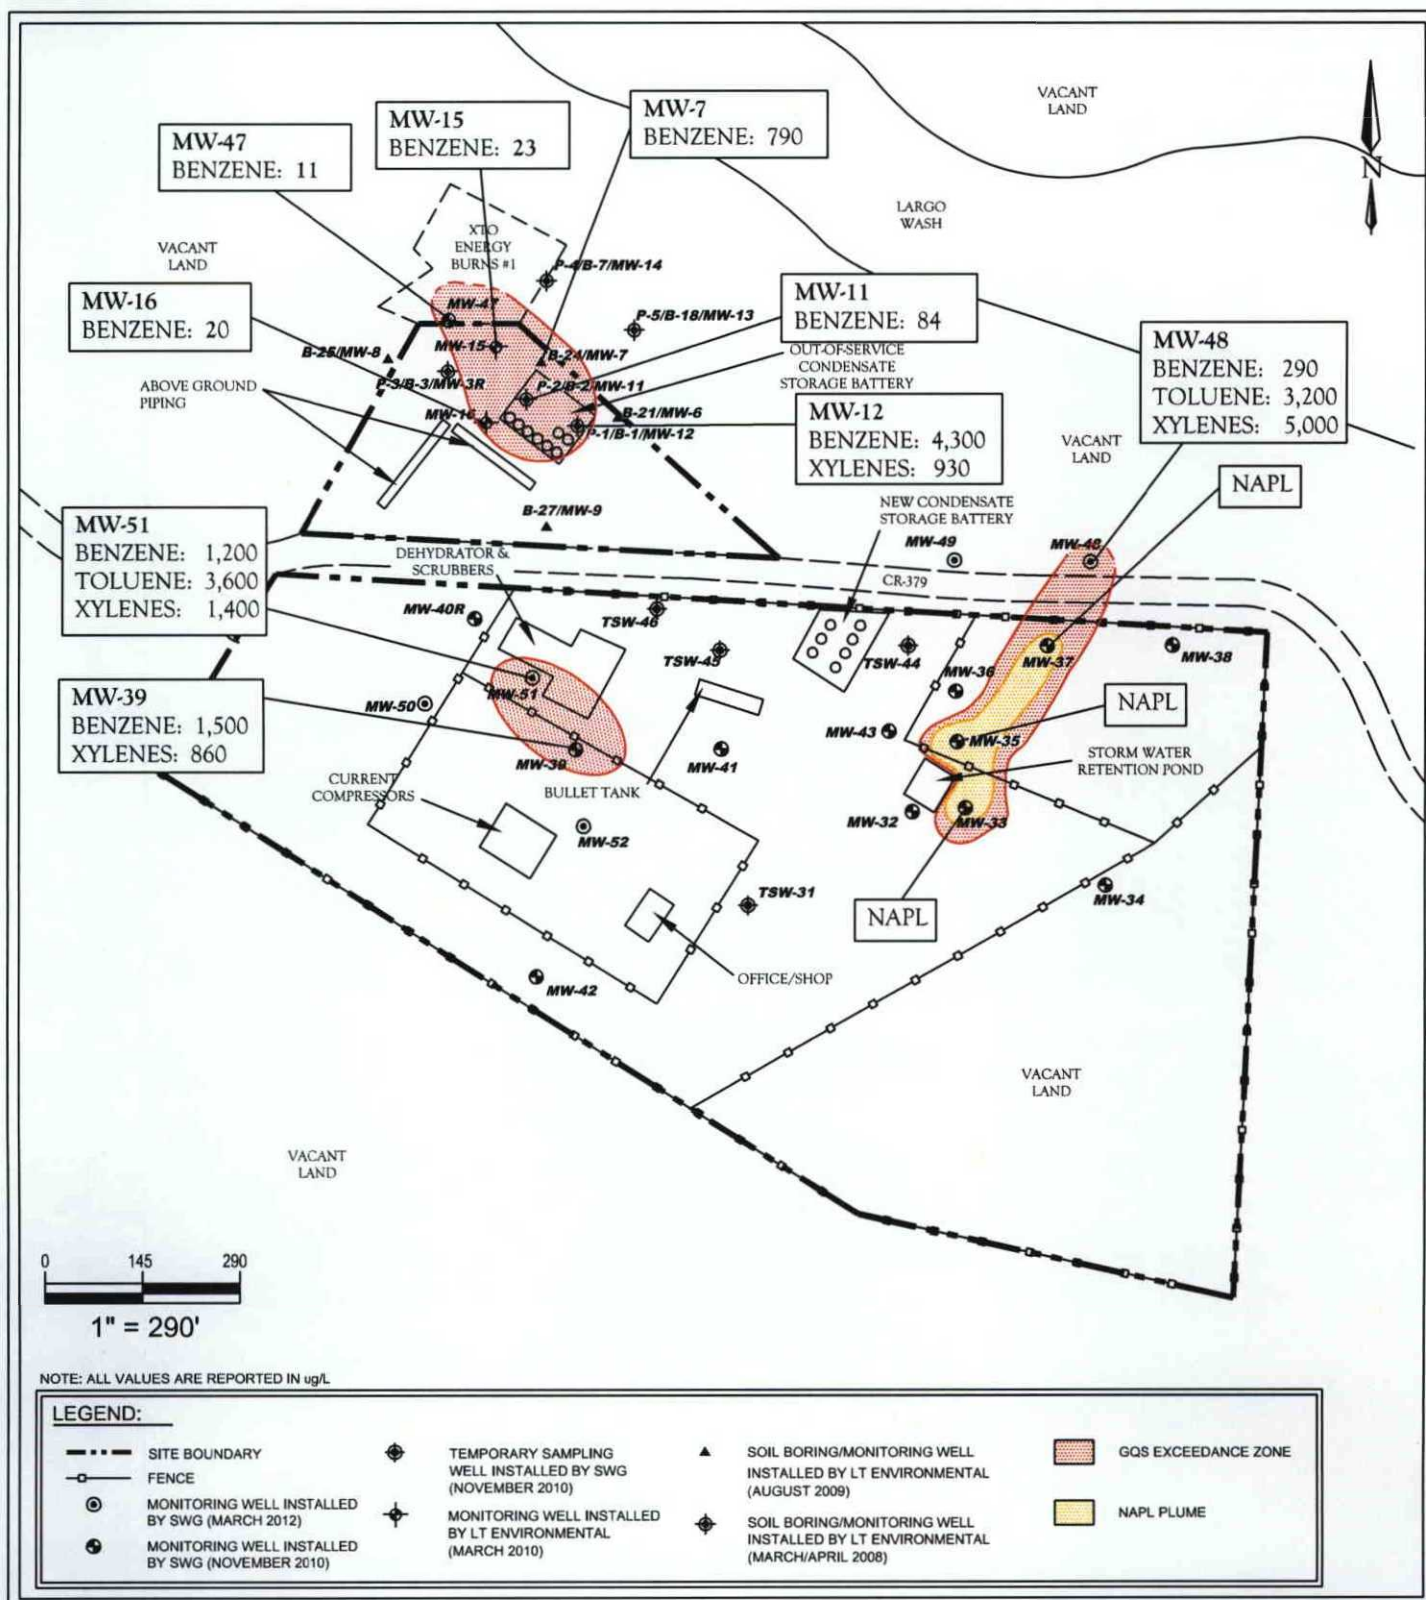 VACANT
LAND
MW-7
BENZENE: 790
MW-15
BENZENE: 23
MW-47
BENZENE: 11
N
LARGO
WASH
XTO
ENERGY
BURNS #1
VACANT
LAND
P-4/B-7/MW-14
MW-16
BENZENE: 20
MW-11
BENZENE: 84
MW-47
P-5/B-18/MW-13
MW-48
BENZENE: 290
TOLUENE: 3,200
XYLENES: 5,000
MW-15
B-25/MW-8
B-24/MW-7
OUT-OF-SERVICE
CONDENSATE
STORAGE BATTERY
P-3/B-3/MW-3R
P-2/B-2/MW-11
ABOVE GROUND
PIPING
MW-16
B-21/MW-6
P-1/B-1/MW-12
MW-12
BENZENE: 4,300
XYLENES: 930
VACANT
LAND
NAPL
NEW CONDENSATE
STORAGE BATTERY
B-27/MW-9
MW-51
BENZENE: 1,200
TOLUENE: 3,600
XYLENES: 1,400
DEHYDRATOR &
SCRUBBERS
MW-49
MW-48
CR-379
MW-40R
TSW-46
TSW-45
TSW-44
MW-37
MW-38
MW-36
MW-51
MW-50
MW-39
BENZENE: 1,500
XYLENES: 860
NAPL
MW-43
MW-35
MW-39
MW-41
STORM WATER
RETENTION POND
CURRENT
COMPRESSORS
BULLET TANK
MW-32
MW-33
MW-52
TSW-31
MW-34
NAPL
OFFICE/SHOP
MW-42
VACANT
LAND
VACANT
LAND
0 145 290
1" = 290'
NOTE: ALL VALUES ARE REPORTED IN ug/L
LEGEND:
SITE BOUNDARY
FENCE
MONITORING WELL INSTALLED
BY SWG (MARCH 2012)
MONITORING WELL INSTALLED
BY SWG (NOVEMBER 2010)
TEMPORARY SAMPLING
WELL INSTALLED BY SWG
(NOVEMBER 2010)
MONITORING WELL INSTALLED
BY LT ENVIRONMENTAL
(MARCH 2010)
SOIL BORING/MONITORING WELL
INSTALLED BY LT ENVIRONMENTAL
(AUGUST 2009)
SOIL BORING/MONITORING WELL
INSTALLED BY LT ENVIRONMENTAL
(MARCH/APRIL 2008)
GQS EXCEEDANCE ZONE
NAPL PLUME